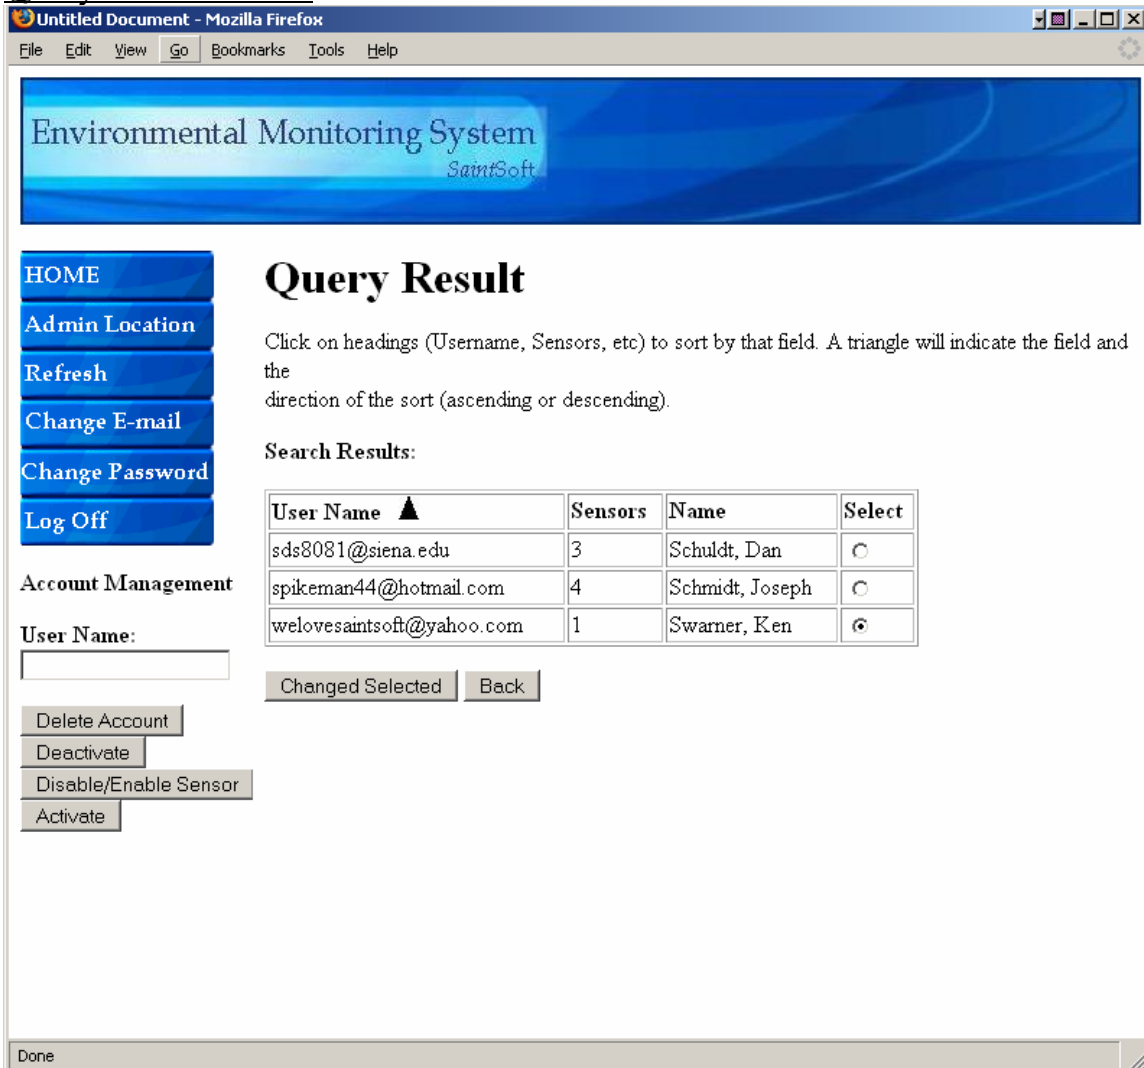 Untitled Document - Mozilla Firefox
File Edit View Go Bookmarks Tools Help
Environmental Monitoring System
SaintSoft
HOME
Admin Location
Refresh
Change E-mail
Change Password
Log Off
Account Management
User Name:
Delete Account
Deactivate
Disable/Enable Sensor
Activate
Query Result
Click on headings (Username, Sensors, etc) to sort by that field. A triangle will indicate the field and
the
direction of the sort (ascending or descending).
Search Results:
User Name ▲ Sensors Name Select
sds8081@siena.edu 3 Schuldt, Dan
spikeman44@hotmail.com 4 Schmidt, Joseph
welovesaintsoft@yahoo.com 1 Swarner, Ken
Changed Selected Back
Done